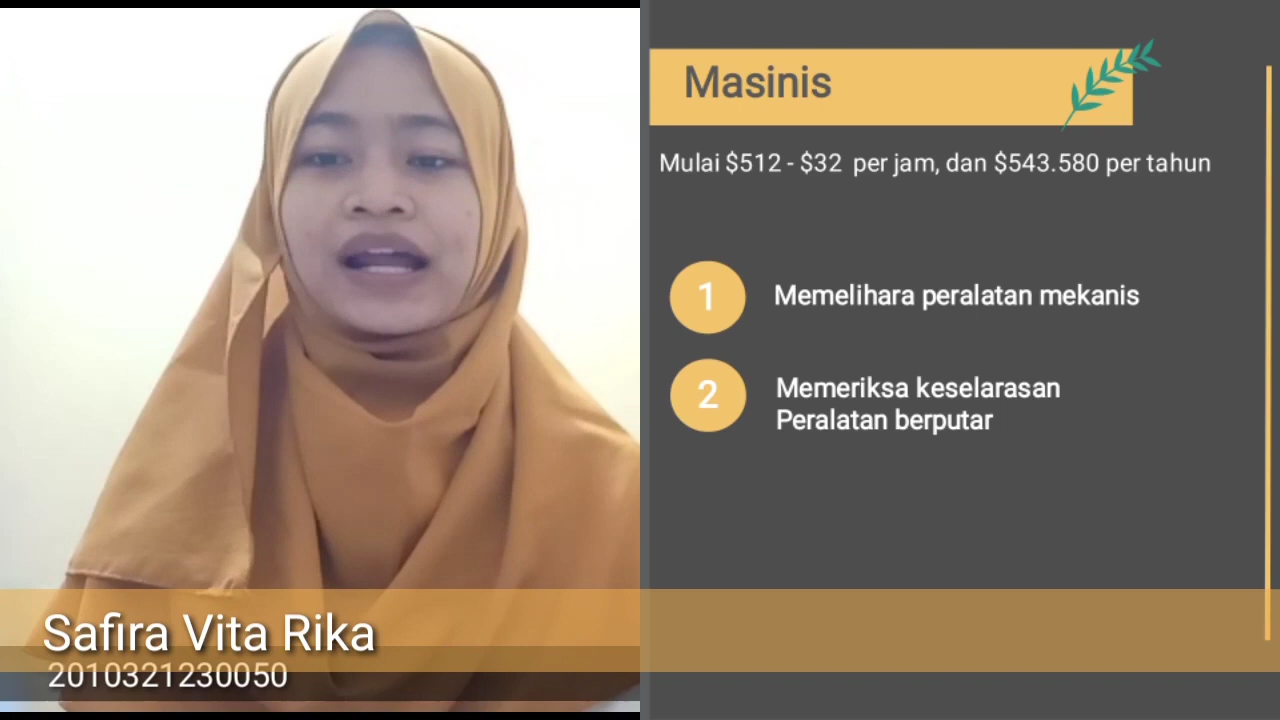 Safira Vita Rika
2010321230050
Masinis
Mulai $512 - $32 per jam, dan $543.580 per tahun
1 Memelihara peralatan mekanis
2 Memeriksa keselarasan
Peralatan berputar